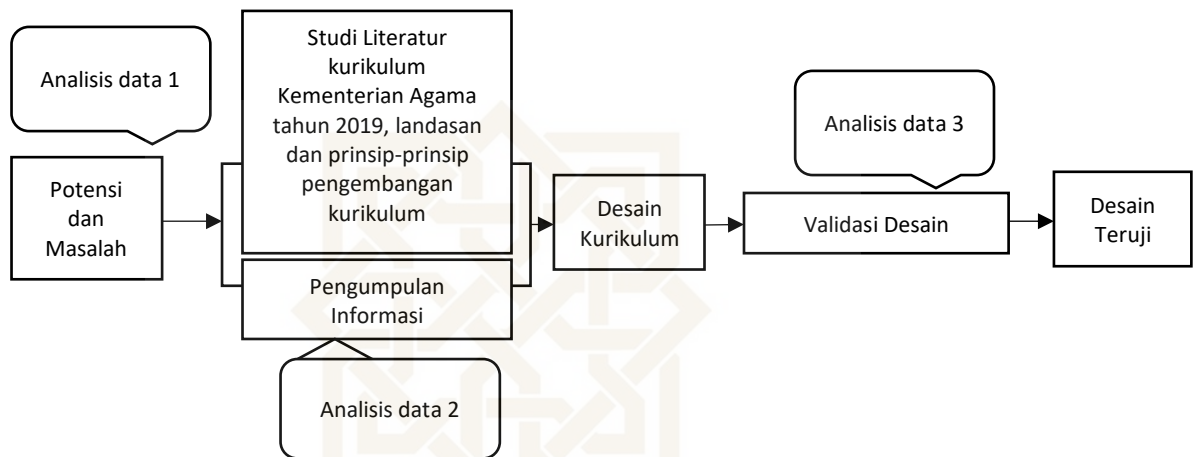 Analisis data 1
Potensi
dan
Masalah
Studi Literatur
kurikulum
Kementerian Agama
tahun 2019, landasan
dan prinsip-prinsip
pengembangan
kurikulum
Pengumpulan
Informasi
Analisis data 2
Desain
Kurikulum
Analisis data 3
Validasi Desain
Desain
Teruji